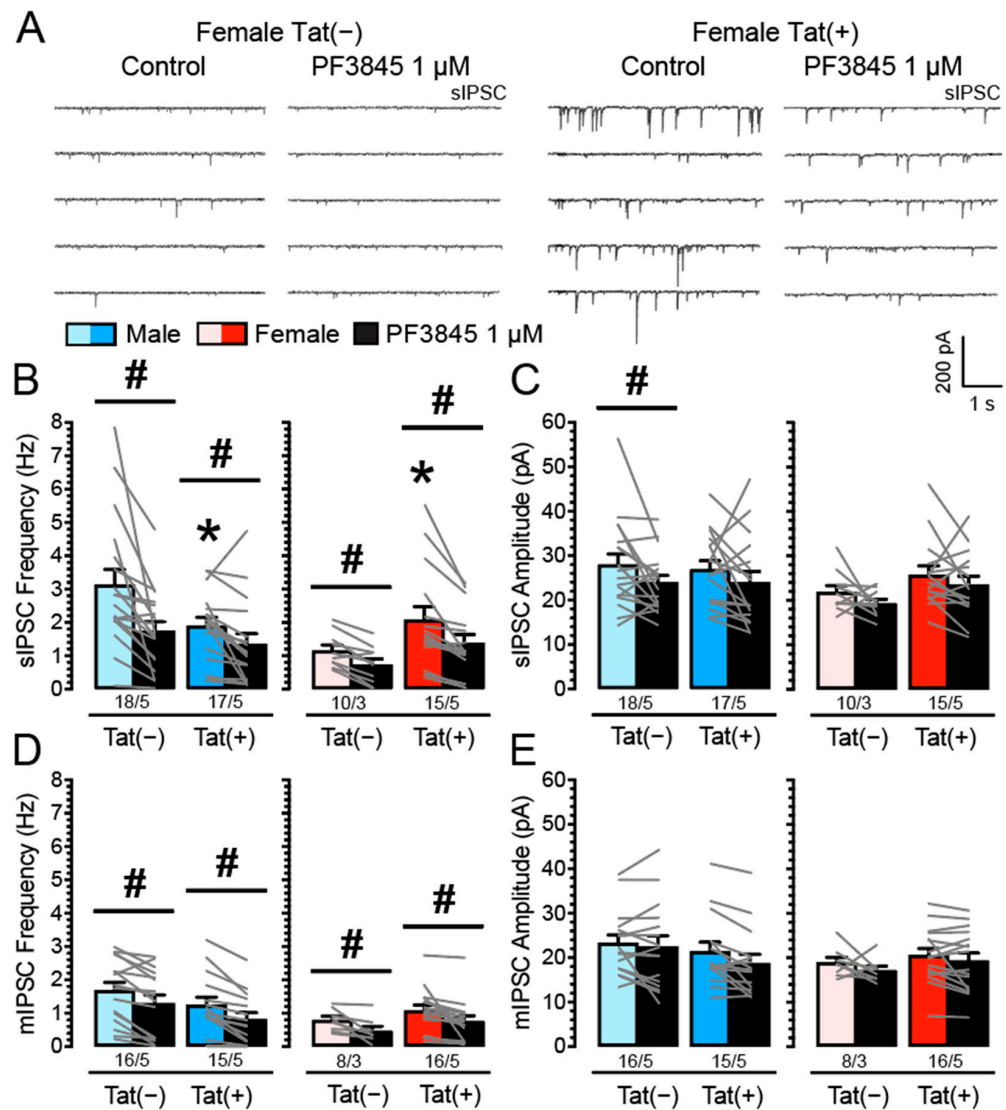 A
Female Tat(−) Female Tat(+)
Control PF3845 1 µM Control PF3845 1 µM
sIPSC sIPSC
Male Female PF3845 1 µM
200 pA
1 s
B
# # # #
* *
sIPSC Frequency (Hz)
8
7
6
5
4
3
2
1
0
18/5 17/5 10/3 15/5
Tat(−) Tat(+) Tat(−) Tat(+)
C
#
sIPSC Amplitude (pA)
60
50
40
30
20
10
0
18/5 17/5 10/3 15/5
Tat(−) Tat(+) Tat(−) Tat(+)
D
# # # #
mIPSC Frequency (Hz)
8
7
6
5
4
3
2
1
0
16/5 15/5 8/3 16/5
Tat(−) Tat(+) Tat(−) Tat(+)
E
mIPSC Amplitude (pA)
60
50
40
30
20
10
0
16/5 15/5 8/3 16/5
Tat(−) Tat(+) Tat(−) Tat(+)